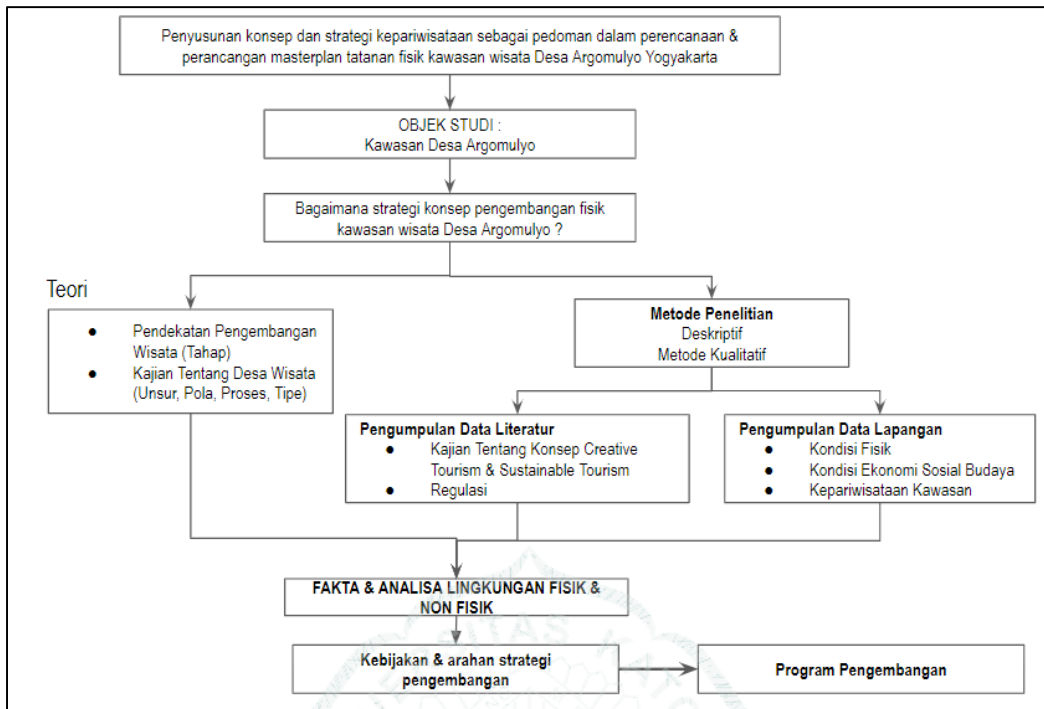 Penyusunan konsep dan strategi kepariwisataan sebagai pedoman dalam perencanaan &
perancangan masterplan tatanan fisik kawasan wisata Desa Argomulyo Yogyakarta
OBJEK STUDI :
Kawasan Desa Argomulyo
Bagaimana strategi konsep pengembangan fisik
kawasan wisata Desa Argomulyo ?
Teori
● Pendekatan Pengembangan
Wisata (Tahap)
● Kajian Tentang Desa Wisata
(Unsur, Pola, Proses, Tipe)
Metode Penelitian
Deskriptif
Metode Kualitatif
Pengumpulan Data Literatur
● Kajian Tentang Konsep Creative
Tourism & Sustainable Tourism
● Regulasi
Pengumpulan Data Lapangan
● Kondisi Fisik
● Kondisi Ekonomi Sosial Budaya
● Kepariwisataan Kawasan
FAKTA & ANALISA LINGKUNGAN FISIK &
NON FISIK
Kebijakan & arahan strategi
pengembangan
Program Pengembangan